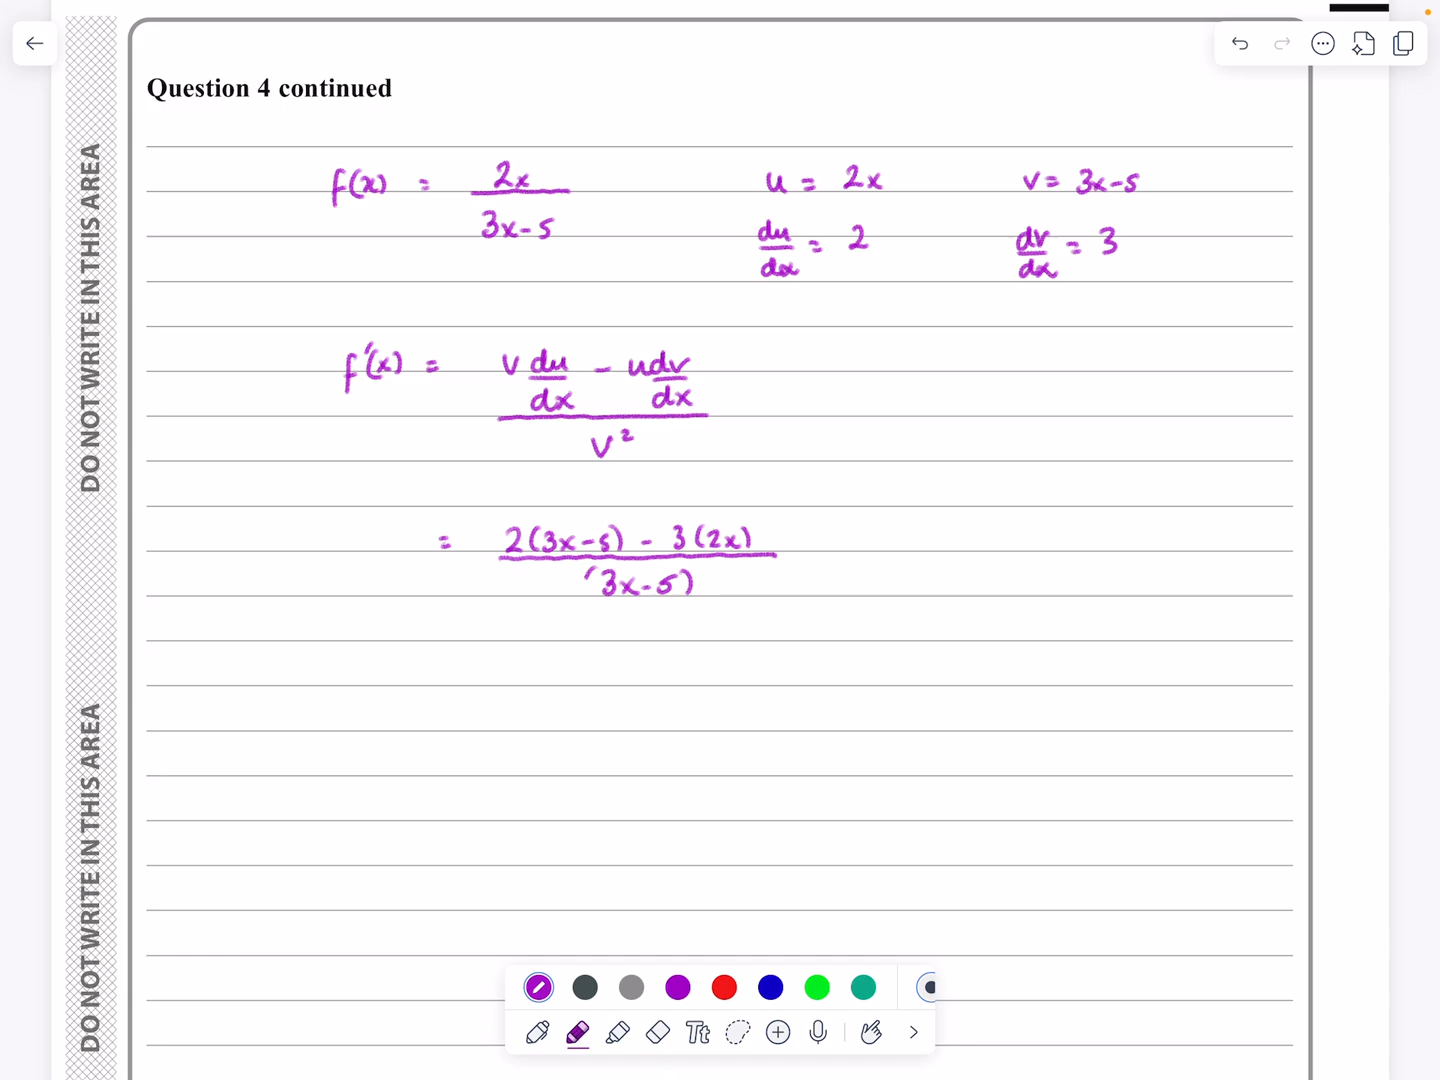 Question 4 continued
f(x) = 2x / 3x-5    u = 2x    v = 3x-5
du/dx = 2    dv/dx = 3
f'(x) = v du/dx - u dv/dx / v²
= 2(3x-5) - 3(2x) / (3x-5)
DO NOT WRITE IN THIS AREA
DO NOT WRITE IN THIS AREA
Tt